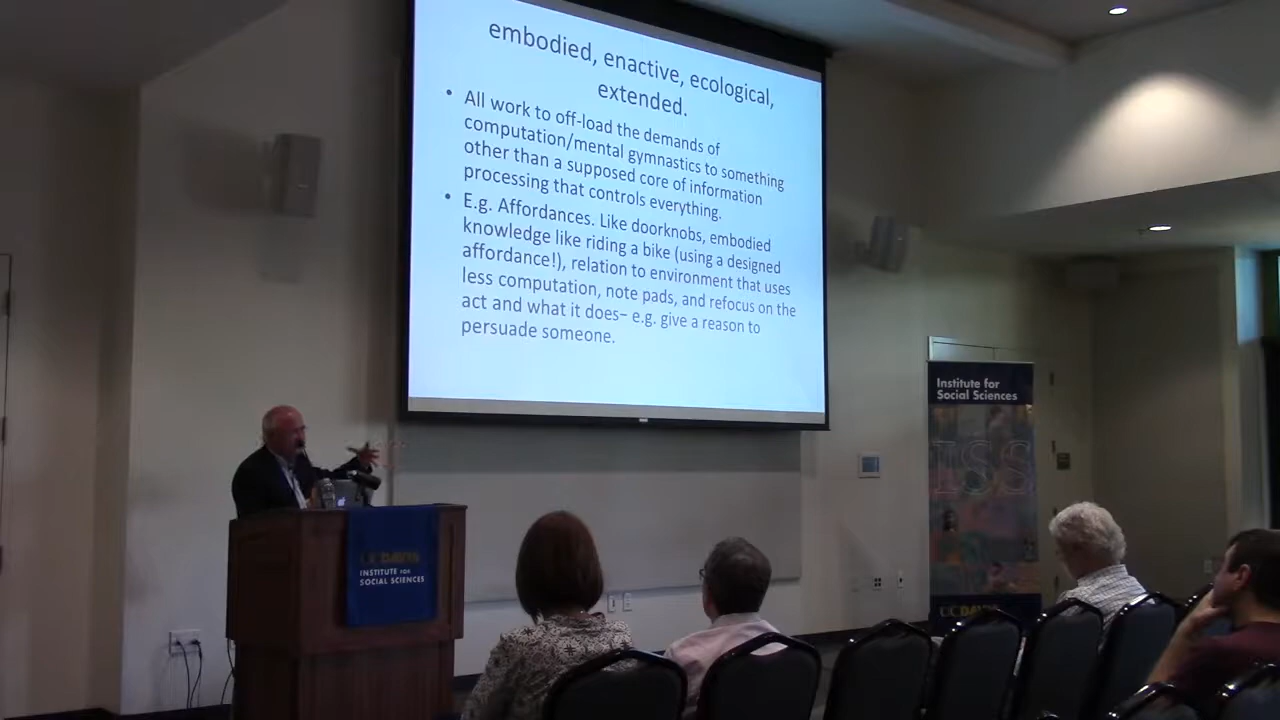 embodied, enactive, ecological,
extended.
• All work to off-load the demands of
computation/mental gymnastics to something
other than a supposed core of information
processing that controls everything.
• E.g. Affordances. Like doorknobs, embodied
knowledge like riding a bike (using a designed
affordance!), relation to environment that uses
less computation, note pads, and refocus on the
act and what it does– e.g. give a reason to
persuade someone.
Institute for
Social Sciences
ISS
UC DAVIS
UC DAVIS
INSTITUTE FOR
SOCIAL SCIENCES